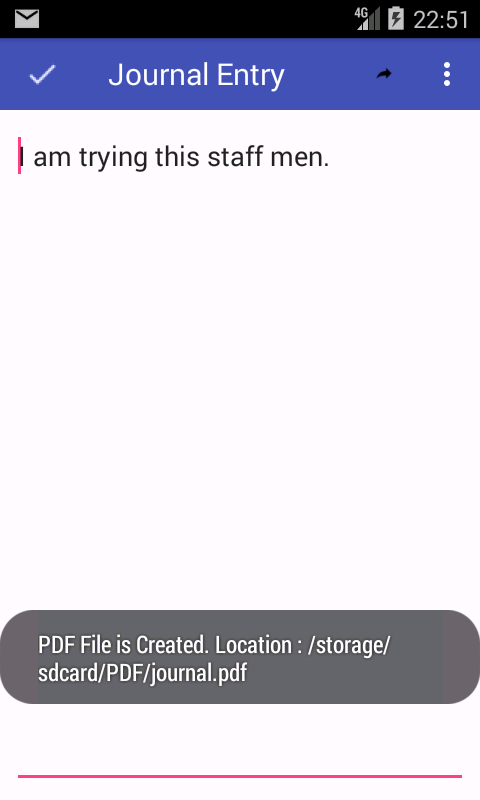 4G 22:51
Journal Entry
I am trying this staff men.
PDF File is Created. Location : /storage/
sdcard/PDF/journal.pdf